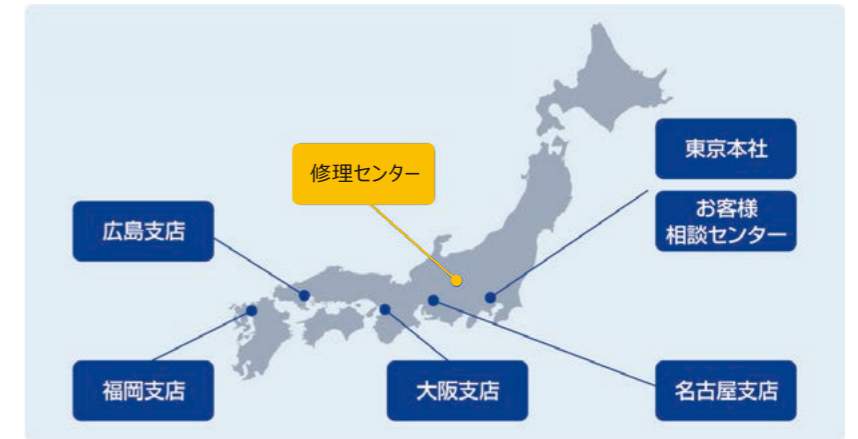 東京本社
修理センター
お客様
相談センター
広島支店
福岡支店
大阪支店
名古屋支店